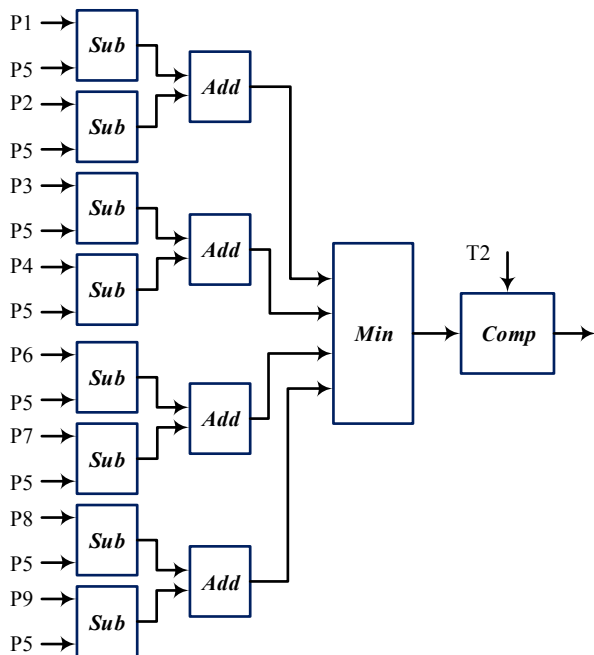 P1
Sub
P5
Add
P2
Sub
P5
P3
Sub
P5
Add
P4
Sub
P5
T2
Min
Comp
P6
Sub
P5
Add
P7
Sub
P5
P8
Sub
P5
Add
P9
Sub
P5